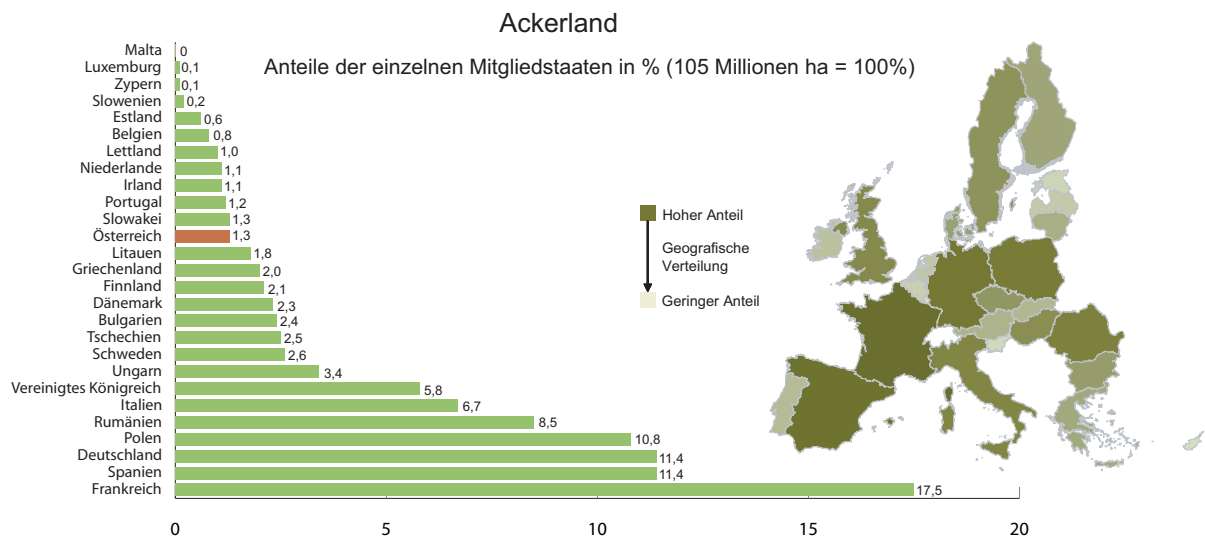 Ackerland
Anteile der einzelnen Mitgliedstaaten in % (105 Millionen ha = 100%)
Malta 0
Luxemburg 0,1
Zypern 0,1
Slowenien 0,2
Estland 0,6
Belgien 0,8
Lettland 1,0
Niederlande 1,1
Irland 1,1
Portugal 1,2
Slowakei 1,3
Österreich 1,3
Litauen 1,8
Griechenland 2,0
Finnland 2,1
Dänemark 2,3
Bulgarien 2,4
Tschechien 2,5
Schweden 2,6
Ungarn 3,4
Vereinigtes Königreich 5,8
Italien 6,7
Rumänien 8,5
Polen 10,8
Deutschland 11,4
Spanien 11,4
Frankreich 17,5
0 5 10 15 20
Hoher Anteil
Geografische
Verteilung
Geringer Anteil